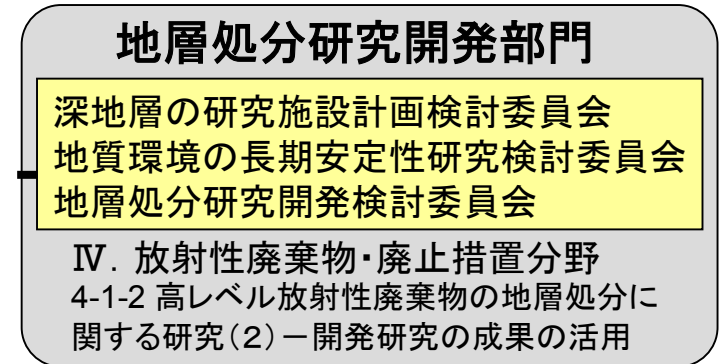 地層処分研究開発部門
深地層の研究施設計画検討委員会
地質環境の長期安定性研究検討委員会
地層処分研究開発検討委員会
Ⅳ. 放射性廃棄物・廃止措置分野
4-1-2 高レベル放射性廃棄物の地層処分に
関する研究(2)-開発研究の成果の活用